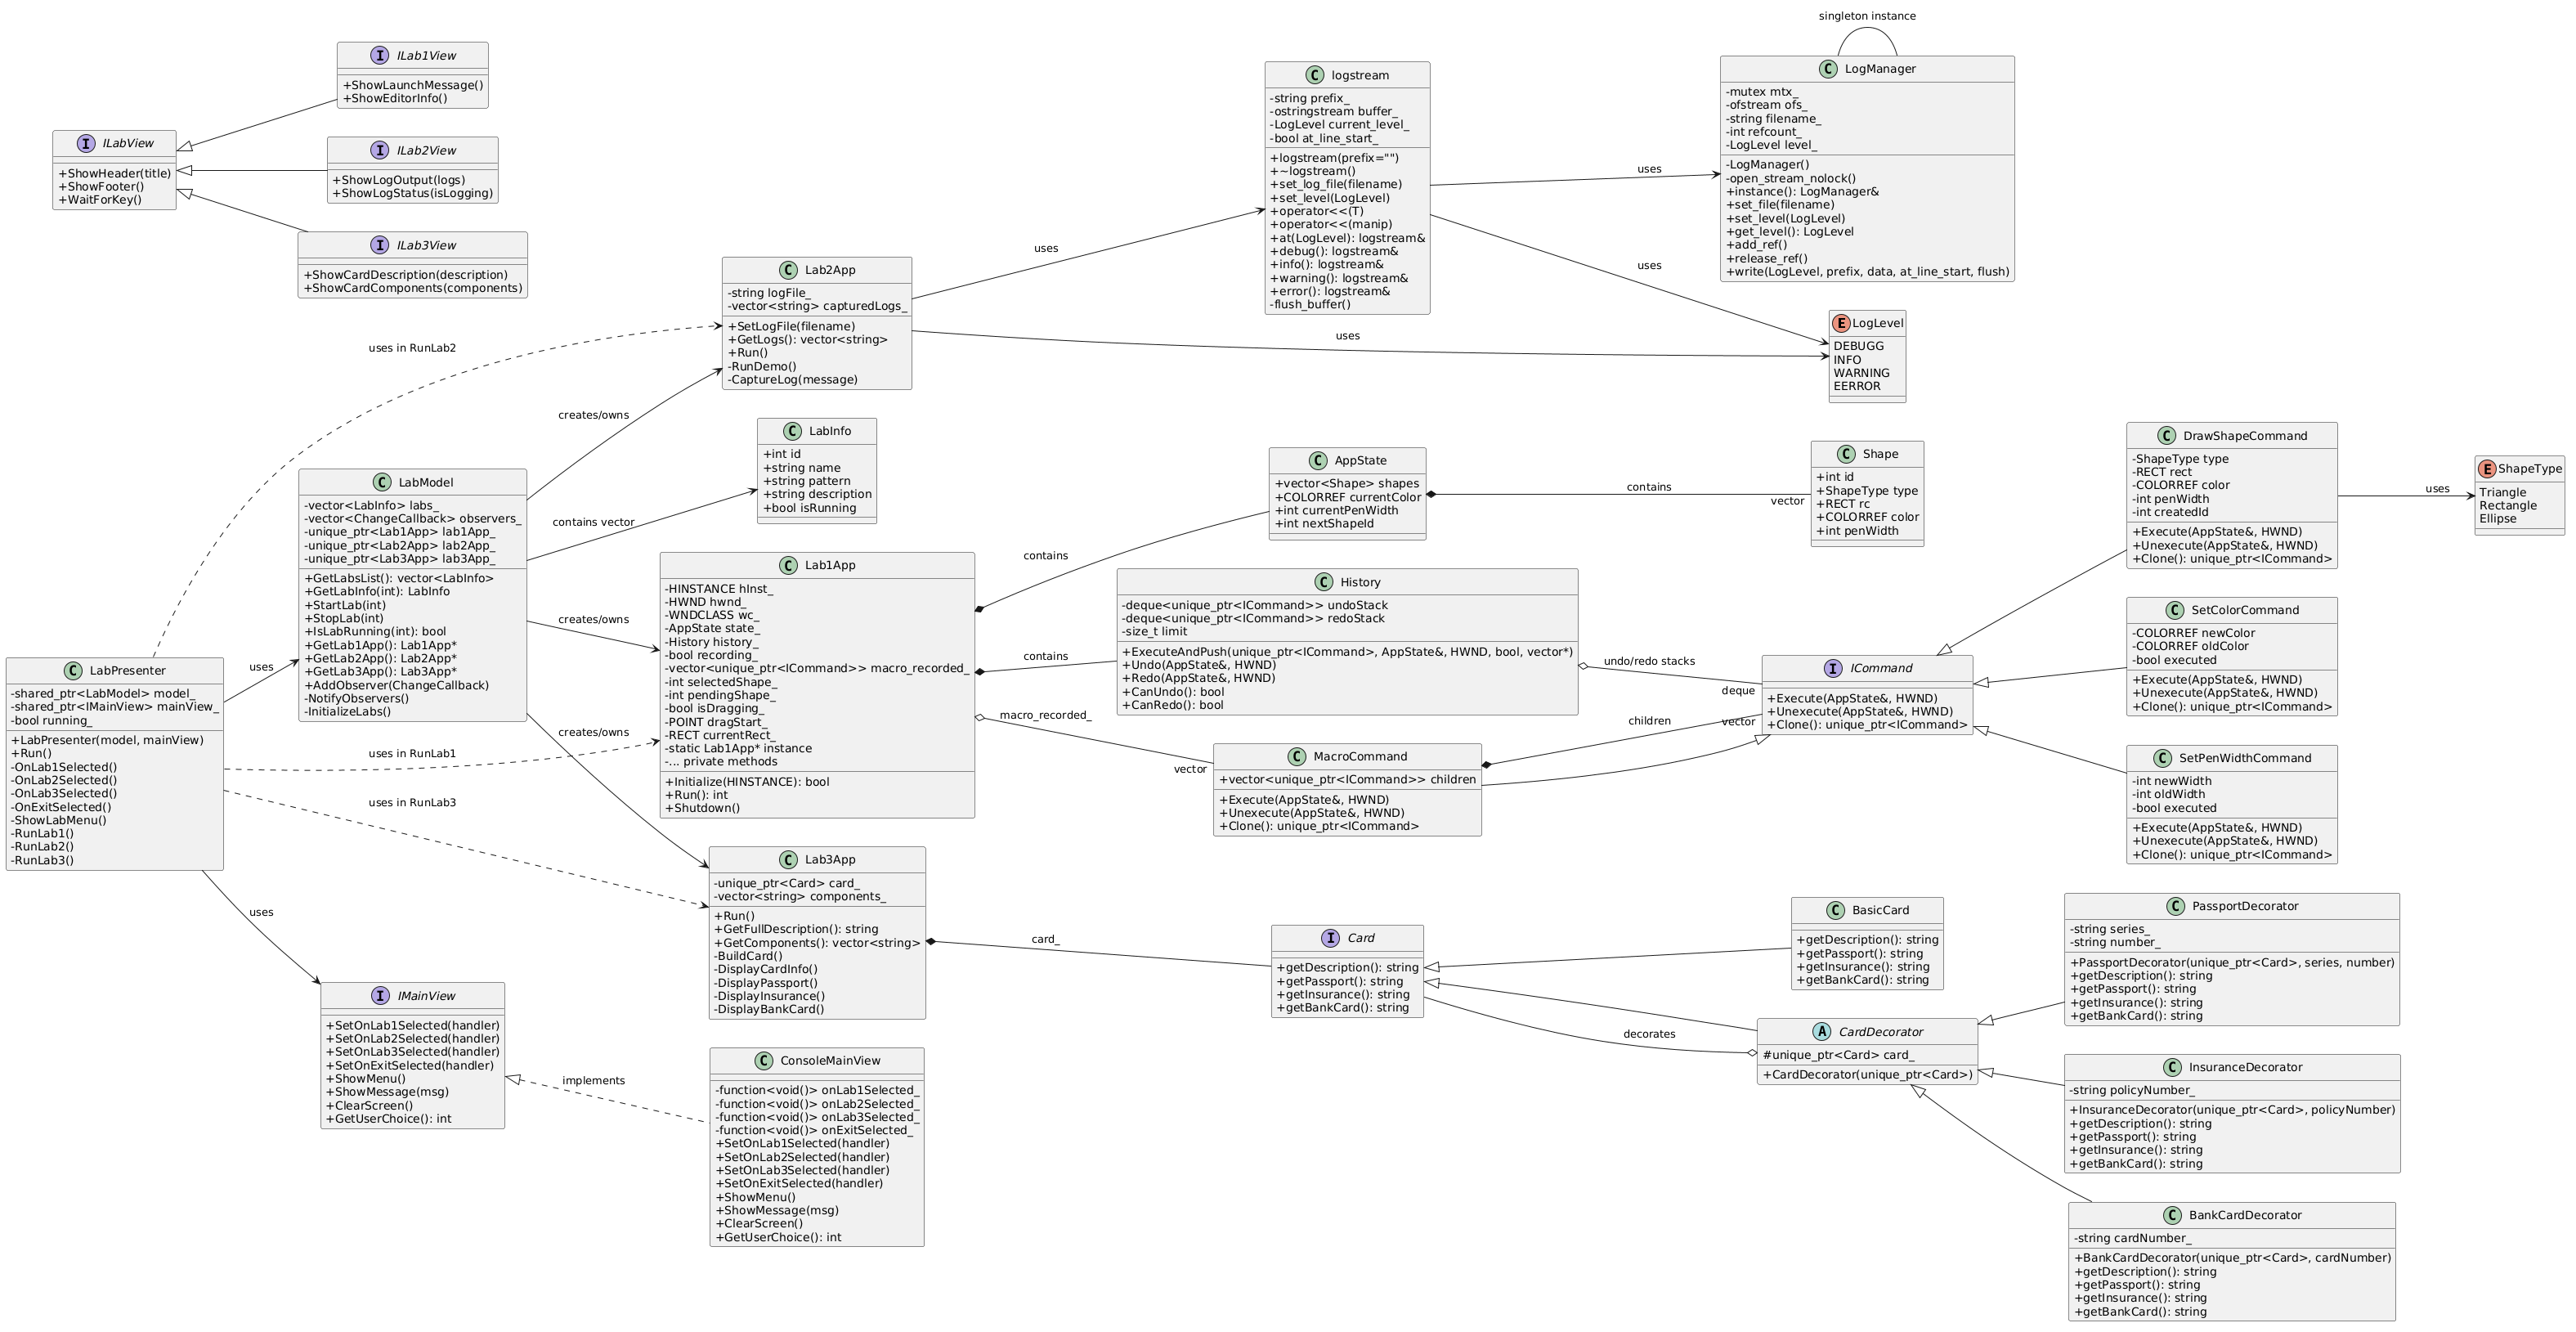 singleton instance
I ILab1View
+ShowLaunchMessage()
+ShowEditorInfo()
I ILabView
+ShowHeader(title)
+ShowFooter()
+WaitForKey()
I ILab2View
+ShowLogOutput(logs)
+ShowLogStatus(isLogging)
I ILab3View
+ShowCardDescription(description)
+ShowCardComponents(components)
C logstream
-string prefix_
-ostringstream buffer_
-LogLevel current_level_
-bool at_line_start_
+logstream(prefix="")
+~logstream()
+set_log_file(filename)
+set_level(LogLevel)
+operator<<(T)
+operator<<(manip)
+at(LogLevel): logstream&
+debug(): logstream&
+info(): logstream&
+warning(): logstream&
+error(): logstream&
-flush_buffer()
uses
uses
C LogManager
-mutex mtx_
-ofstream ofs_
-string filename_
-int refcount_
-LogLevel level_
-LogManager()
-open_stream_nolock()
+instance(): LogManager&
+set_file(filename)
+set_level(LogLevel)
+get_level(): LogLevel
+add_ref()
+release_ref()
+write(LogLevel, prefix, data, at_line_start, flush)
C Lab2App
-string logFile_
-vector<string> capturedLogs_
+SetLogFile(filename)
+GetLogs(): vector<string>
+Run()
-RunDemo()
-CaptureLog(message)
uses
uses
E LogLevel
DEBUGG
INFO
WARNING
EERROR
uses in RunLab2
creates/owns
contains vector
creates/owns
creates/owns
C LabInfo
+int id
+string name
+string pattern
+string description
+bool isRunning
C LabModel
-vector<LabInfo> labs_
-vector<ChangeCallback> observers_
-unique_ptr<Lab1App> lab1App_
-unique_ptr<Lab2App> lab2App_
-unique_ptr<Lab3App> lab3App_
+GetLabsList(): vector<LabInfo>
+GetLabInfo(int): LabInfo
+StartLab(int)
+StopLab(int)
+IsLabRunning(int): bool
+GetLab1App(): Lab1App*
+GetLab2App(): Lab2App*
+GetLab3App(): Lab3App*
+AddObserver(ChangeCallback)
-NotifyObservers()
-InitializeLabs()
C LabPresenter
-shared_ptr<LabModel> model_
-shared_ptr<IMainView> mainView_
-bool running_
+LabPresenter(model, mainView)
+Run()
-OnLab1Selected()
-OnLab2Selected()
-OnLab3Selected()
-OnExitSelected()
-ShowLabMenu()
-RunLab1()
-RunLab2()
-RunLab3()
uses
uses in RunLab1
uses in RunLab3
uses
C Lab1App
-HINSTANCE hInst_
-HWND hwnd_
-WNDCLASS wc_
-AppState state_
-History history_
-bool recording_
-vector<unique_ptr<ICommand>> macro_recorded_
-int selectedShape_
-int pendingShape_
-bool isDragging_
-POINT dragStart_
-RECT currentRect_
-static Lab1App* instance
-... private methods
+Initialize(HINSTANCE): bool
+Run(): int
+Shutdown()
contains
contains
macro_recorded_
vector
C AppState
+vector<Shape> shapes
+COLORREF currentColor
+int currentPenWidth
+int nextShapeId
contains
vector
C Shape
+int id
+ShapeType type
+RECT rc
+COLORREF color
+int penWidth
C History
-deque<unique_ptr<ICommand>> undoStack
-deque<unique_ptr<ICommand>> redoStack
-size_t limit
+ExecuteAndPush(unique_ptr<ICommand>, AppState&, HWND, bool, vector*)
+Undo(AppState&, HWND)
+Redo(AppState&, HWND)
+CanUndo(): bool
+CanRedo(): bool
undo/redo stacks
deque
C MacroCommand
+vector<unique_ptr<ICommand>> children
+Execute(AppState&, HWND)
+Unexecute(AppState&, HWND)
+Clone(): unique_ptr<ICommand>
children
vector
I ICommand
+Execute(AppState&, HWND)
+Unexecute(AppState&, HWND)
+Clone(): unique_ptr<ICommand>
C DrawShapeCommand
-ShapeType type
-RECT rect
-COLORREF color
-int penWidth
-int createdId
+Execute(AppState&, HWND)
+Unexecute(AppState&, HWND)
+Clone(): unique_ptr<ICommand>
uses
E ShapeType
Triangle
Rectangle
Ellipse
C SetColorCommand
-COLORREF newColor
-COLORREF oldColor
-bool executed
+Execute(AppState&, HWND)
+Unexecute(AppState&, HWND)
+Clone(): unique_ptr<ICommand>
C SetPenWidthCommand
-int newWidth
-int oldWidth
-bool executed
+Execute(AppState&, HWND)
+Unexecute(AppState&, HWND)
+Clone(): unique_ptr<ICommand>
C Lab3App
-unique_ptr<Card> card_
-vector<string> components_
+Run()
+GetFullDescription(): string
+GetComponents(): vector<string>
-BuildCard()
-DisplayCardInfo()
-DisplayPassport()
-DisplayInsurance()
-DisplayBankCard()
card_
I Card
+getDescription(): string
+getPassport(): string
+getInsurance(): string
+getBankCard(): string
decorates
C BasicCard
+getDescription(): string
+getPassport(): string
+getInsurance(): string
+getBankCard(): string
A CardDecorator
#unique_ptr<Card> card_
+CardDecorator(unique_ptr<Card>)
C PassportDecorator
-string series_
-string number_
+PassportDecorator(unique_ptr<Card>, series, number)
+getDescription(): string
+getPassport(): string
+getInsurance(): string
+getBankCard(): string
C InsuranceDecorator
-string policyNumber_
+InsuranceDecorator(unique_ptr<Card>, policyNumber)
+getDescription(): string
+getPassport(): string
+getInsurance(): string
+getBankCard(): string
C BankCardDecorator
-string cardNumber_
+BankCardDecorator(unique_ptr<Card>, cardNumber)
+getDescription(): string
+getPassport(): string
+getInsurance(): string
+getBankCard(): string
I IMainView
+SetOnLab1Selected(handler)
+SetOnLab2Selected(handler)
+SetOnLab3Selected(handler)
+SetOnExitSelected(handler)
+ShowMenu()
+ShowMessage(msg)
+ClearScreen()
+GetUserChoice(): int
implements
C ConsoleMainView
-function<void()> onLab1Selected_
-function<void()> onLab2Selected_
-function<void()> onLab3Selected_
-function<void()> onExitSelected_
+SetOnLab1Selected(handler)
+SetOnLab2Selected(handler)
+SetOnLab3Selected(handler)
+SetOnExitSelected(handler)
+ShowMenu()
+ShowMessage(msg)
+ClearScreen()
+GetUserChoice(): int